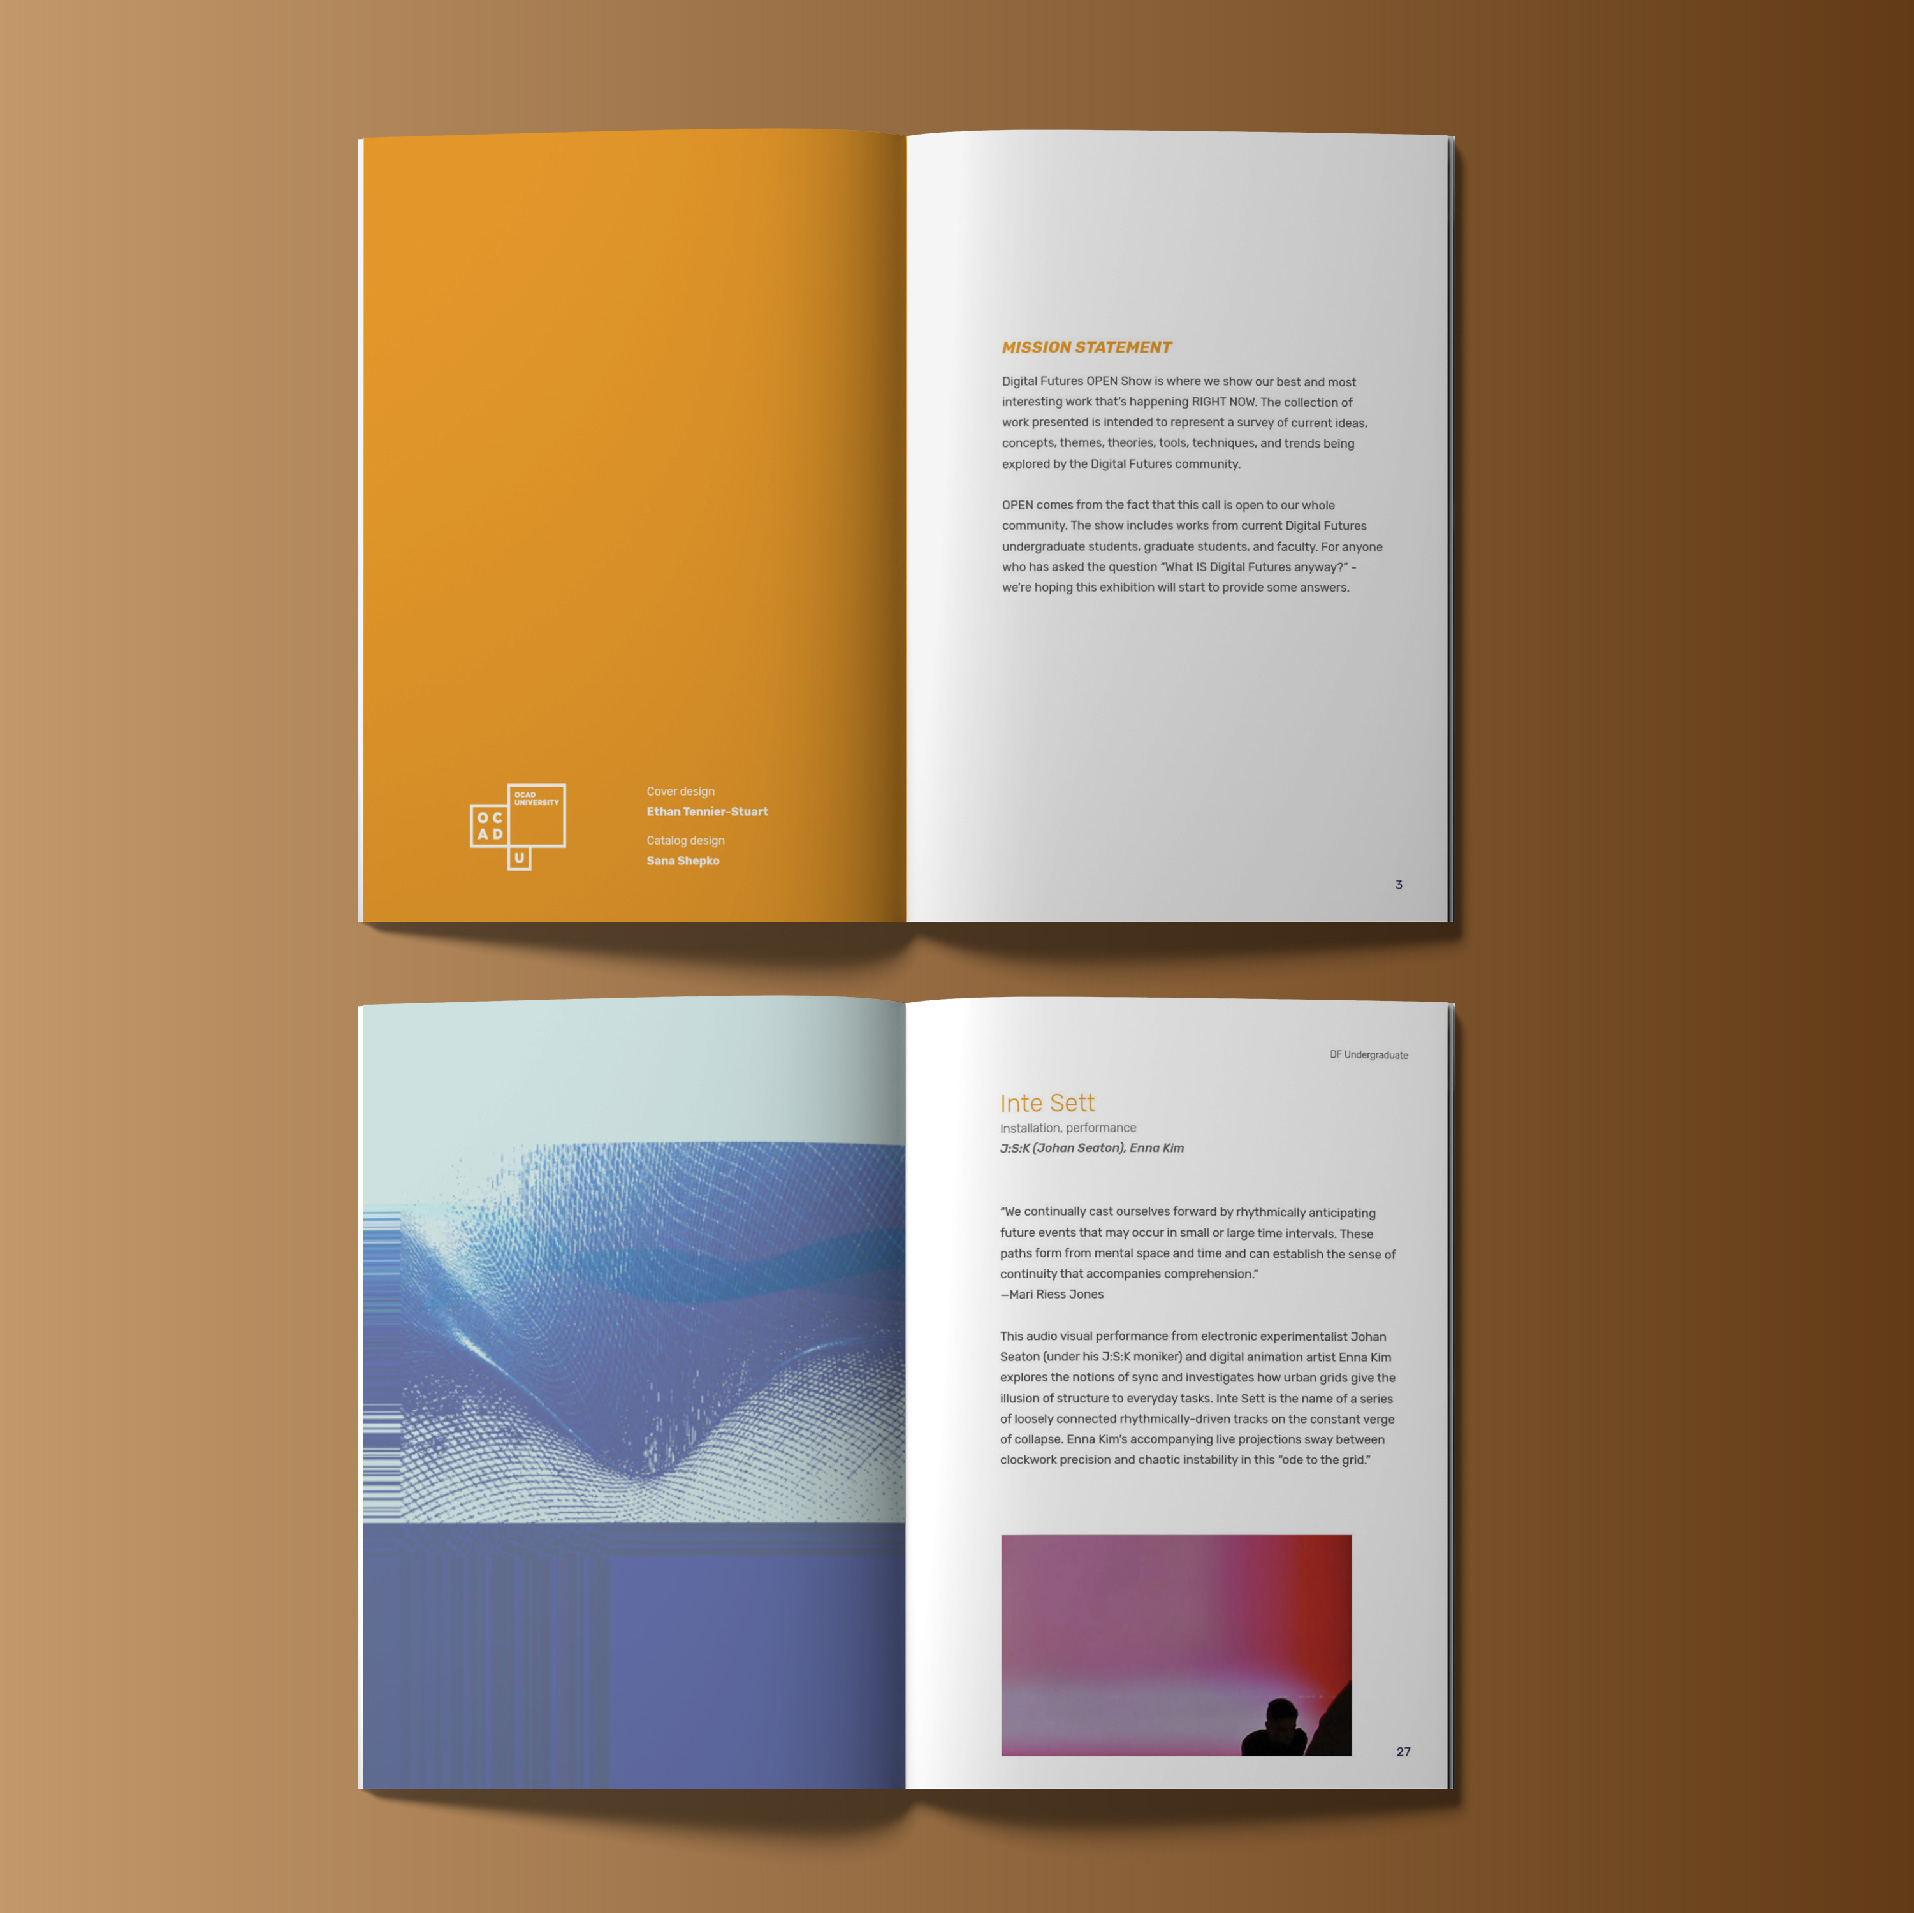 MISSION STATEMENT
Digital Futures OPEN Show is where we show our best and most
interesting work that's happening RIGHT NOW. The collection of
work presented is intended to represent a survey of current ideas,
concepts, themes, theories, tools, techniques, and trends being
explored by the Digital Futures community.
OPEN comes from the fact that this call is open to our whole
community. The show includes works from current Digital Futures
undergraduate students, graduate students, and faculty. For anyone
who has asked the question "What IS Digital Futures anyway?" -
we're hoping this exhibition will start to provide some answers.
OCAD
UNIVERSITY
OC
AD
U
Cover design
Ethan Tennier-Stuart
Catalog design
Sana Shepko
3
DF Undergraduate
Inte Sett
Installation, performance
J:S:K (Johan Seaton), Enna Kim
"We continually cast ourselves forward by rhythmically anticipating
future events that may occur in small or large time intervals. These
paths form from mental space and time and can establish the sense of
continuity that accompanies comprehension."
—Mari Riess Jones
This audio visual performance from electronic experimentalist Johan
Seaton (under his J:S:K moniker) and digital animation artist Enna Kim
explores the notions of sync and investigates how urban grids give the
illusion of structure to everyday tasks. Inte Sett is the name of a series
of loosely connected rhythmically-driven tracks on the constant verge
of collapse. Enna Kim's accompanying live projections sway between
clockwork precision and chaotic instability in this "ode to the grid."
27